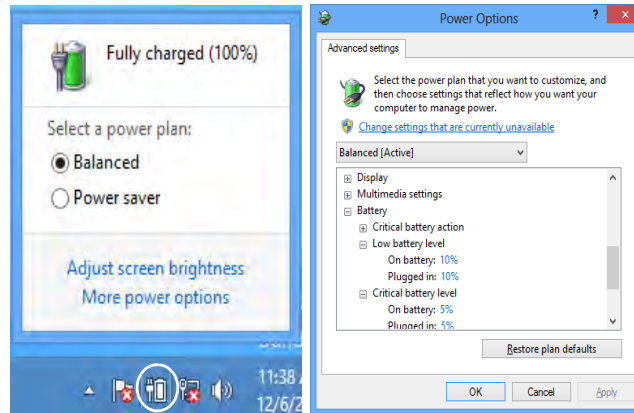 Fully charged (100%)
Select a power plan:
Balanced
Power saver
Adjust screen brightness
More power options
11:38
12/6/2
Power Options
?
x
Advanced settings
Select the power plan that you want to customize, and
then choose settings that reflect how you want your
computer to manage power.
Change settings that are currently unavailable
Balanced [Active]
Display
Multimedia settings
Battery
Critical battery action
Low battery level
On battery: 10%
Plugged in: 10%
Critical battery level
On battery: 5%
Plugged in: 5%
Restore plan defaults
OK
Cancel
Apply